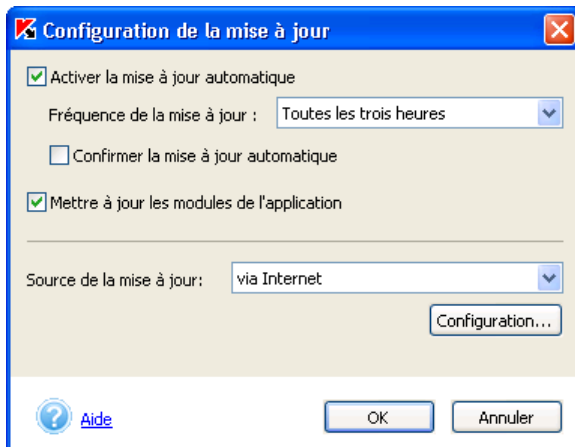 Configuration de la mise à jour
Activer la mise à jour automatique
Fréquence de la mise à jour : Toutes les trois heures
Confirmer la mise à jour automatique
Mettre à jour les modules de l'application
Source de la mise à jour: via Internet
Configuration...
Aide OK Annuler